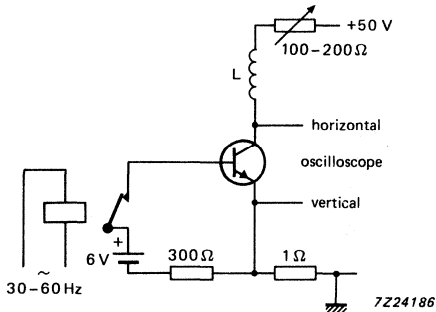 +50 V
100–200Ω
L
horizontal
oscilloscope
vertical
+
6 V
300Ω
1Ω
~
30–60 Hz
7Z24186